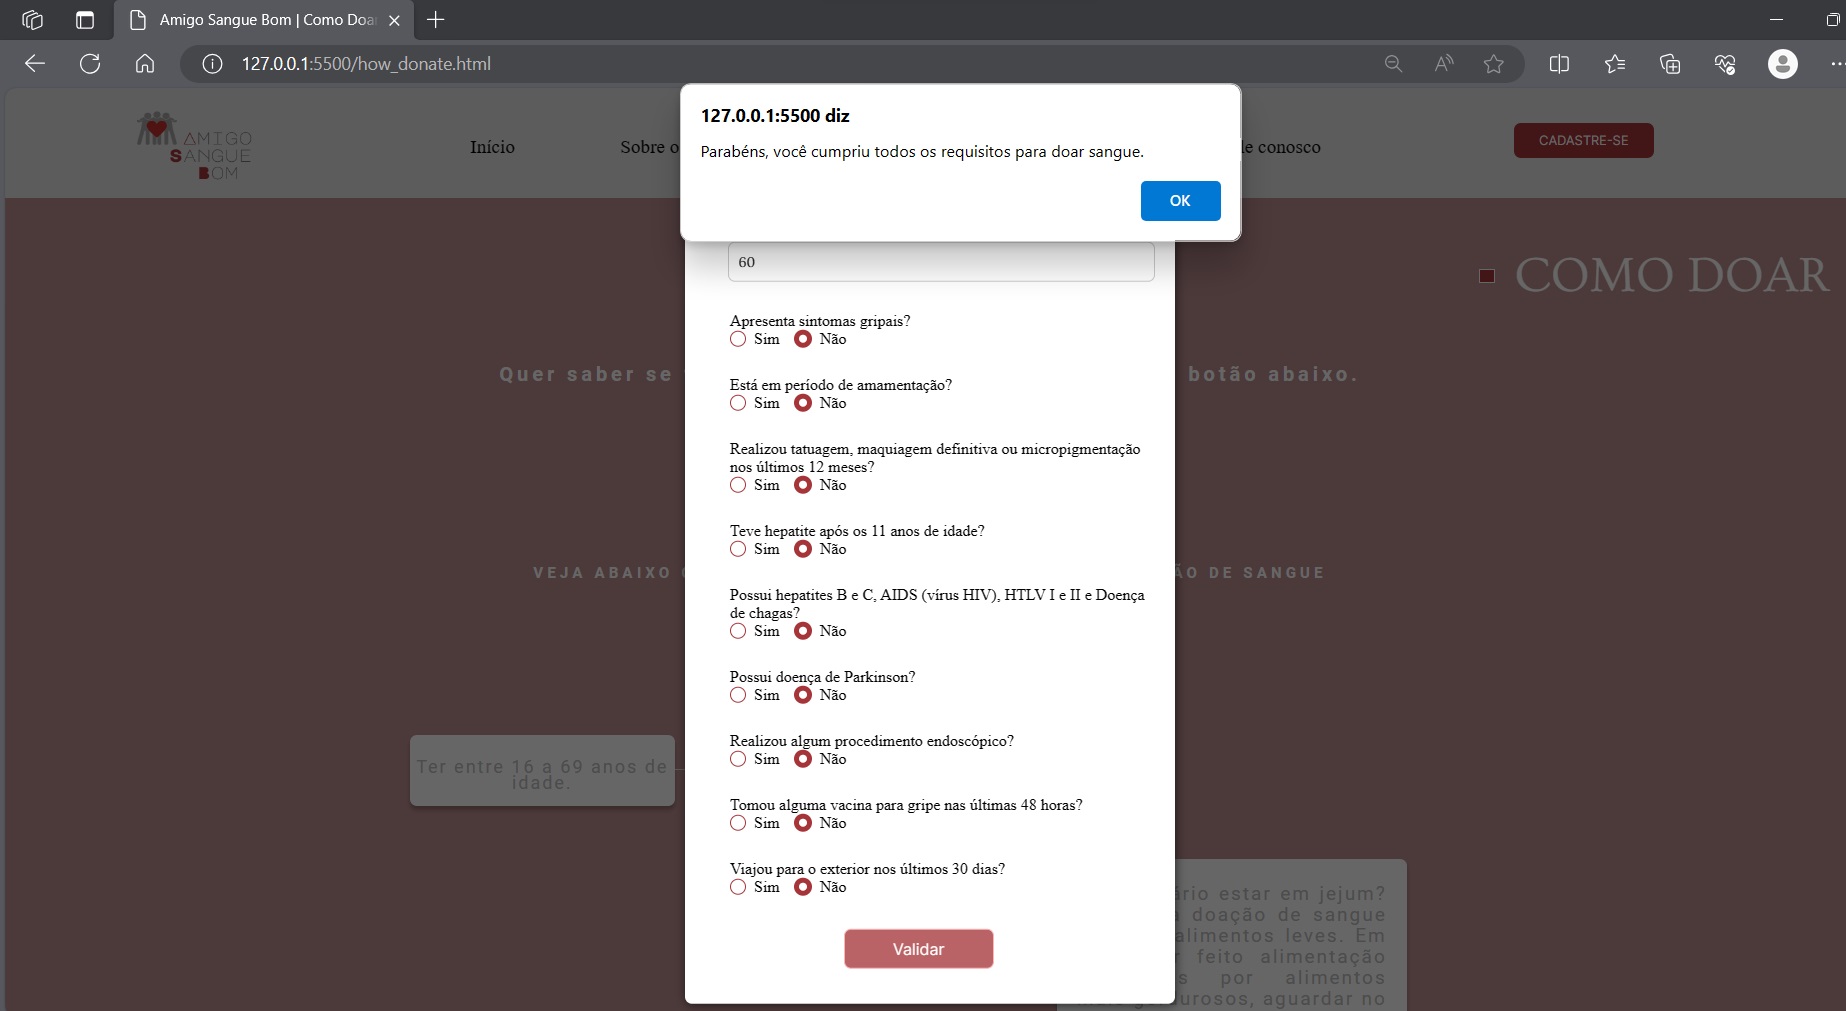 Amigo Sangue Bom | Como Doa
127.0.0.1:5500/how_donate.html
AMIGO
SANGUE
BOM
Início
Sobre o
conosco
CADASTRE-SE
127.0.0.1:5500 diz
Parabéns, você cumpriu todos os requisitos para doar sangue.
OK
60
COMO DOAR
Apresenta sintomas gripais?
Sim Não
Quer saber se
botão abaixo.
Está em período de amamentação?
Sim Não
Realizou tatuagem, maquiagem definitiva ou micropigmentação
nos últimos 12 meses?
Sim Não
Teve hepatite após os 11 anos de idade?
Sim Não
VEJA ABAIXO
DE SANGUE
Possui hepatites B e C, AIDS (vírus HIV), HTLV I e II e Doença
de chagas?
Sim Não
Possui doença de Parkinson?
Sim Não
Realizou algum procedimento endoscópico?
Sim Não
Ter entre 16 a 69 anos de
idade.
Tomou alguma vacina para gripe nas últimas 48 horas?
Sim Não
Viajou para o exterior nos últimos 30 dias?
Sim Não
Validar
estar em jejum?
doação de sangue
alimentos leves. Em
feito alimentação
por alimentos
aguardar no